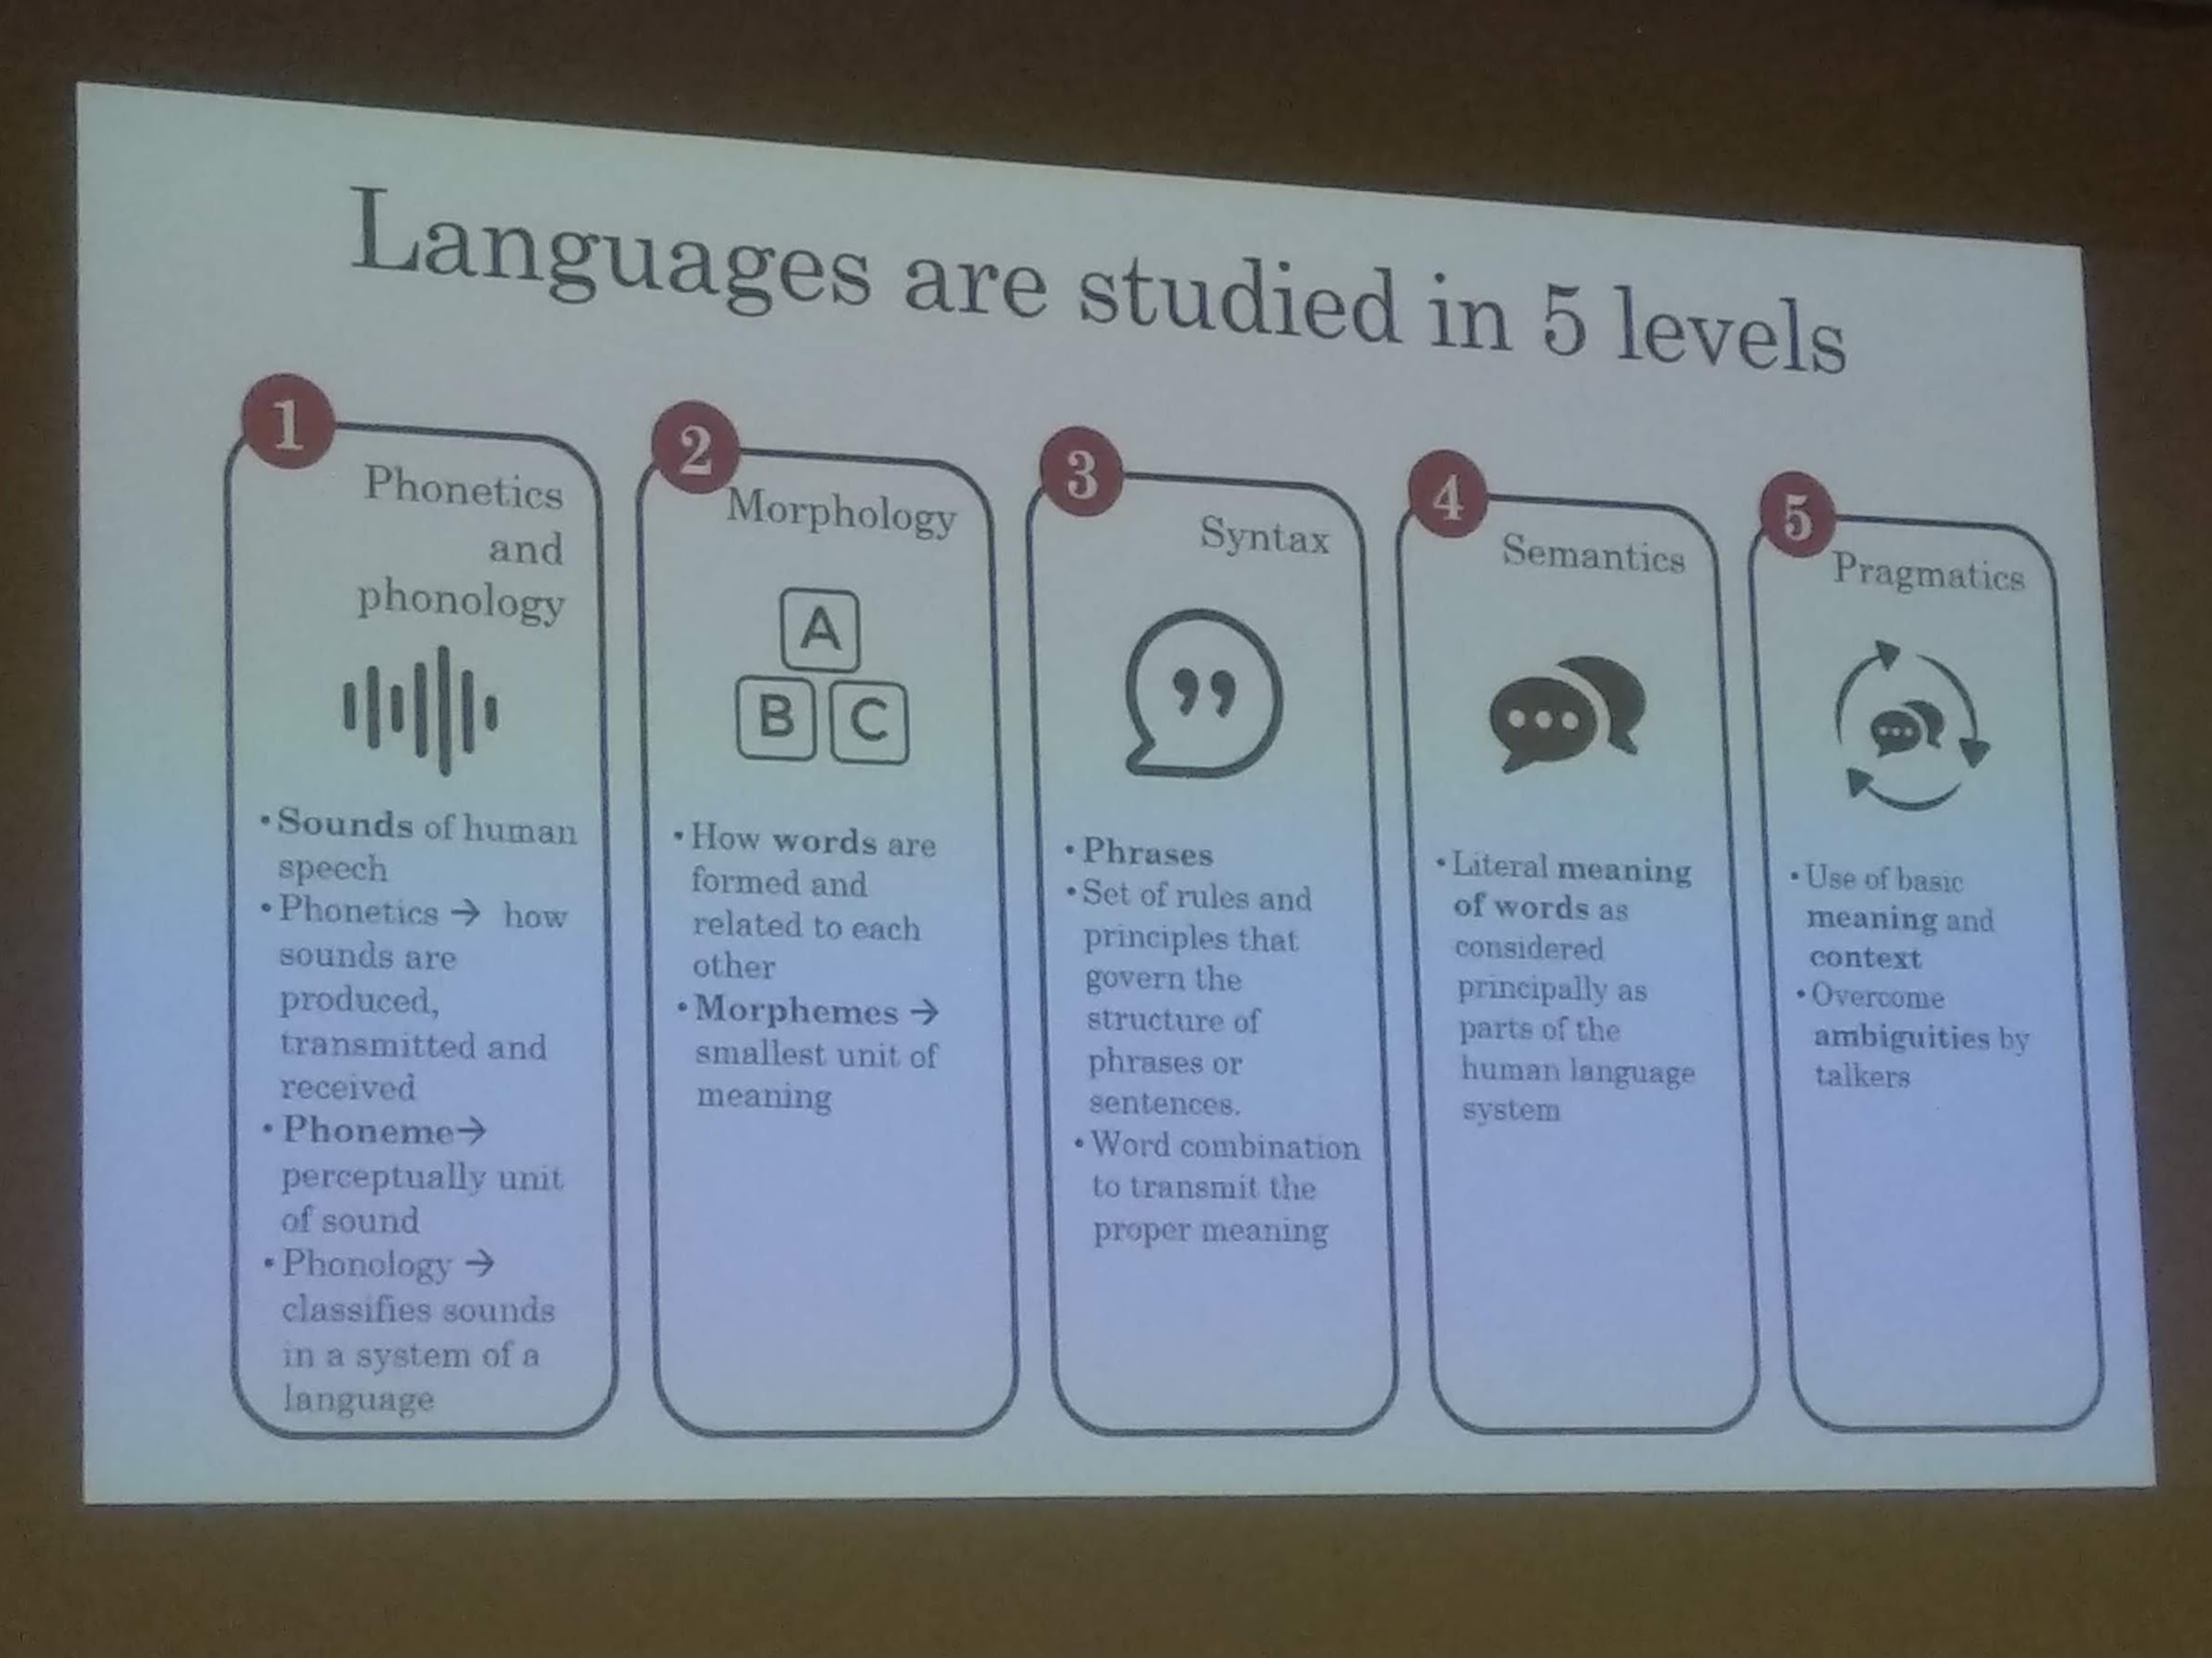 Languages are studied in 5 levels
1
Phonetics
and
phonology
• Sounds of human
speech
• Phonetics → how
sounds are
produced,
transmitted and
received
• Phoneme→
perceptually unit
of sound
• Phonology →
classifies sounds
in a system of a
language
2
Morphology
A
B C
• How words are
formed and
related to each
other
• Morphemes →
smallest unit of
meaning
3
Syntax
”
• Phrases
• Set of rules and
principles that
govern the
structure of
phrases or
sentences.
• Word combination
to transmit the
proper meaning
4
Semantics
• Literal meaning
of words as
considered
principally as
parts of the
human language
system
5
Pragmatics
• Use of basic
meaning and
context
• Overcome
ambiguities by
talkers